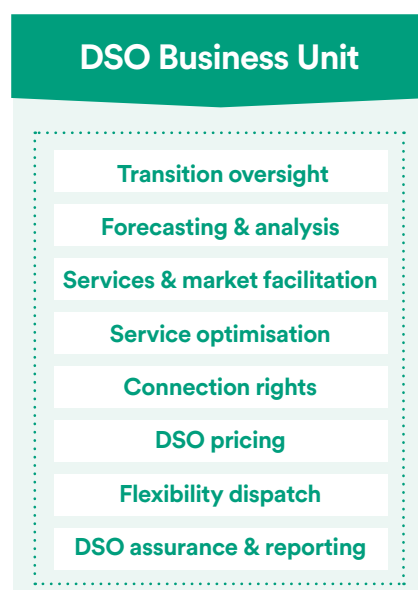 DSO Business Unit
Transition oversight
Forecasting & analysis
Services & market facilitation
Service optimisation
Connection rights
DSO pricing
Flexibility dispatch
DSO assurance & reporting